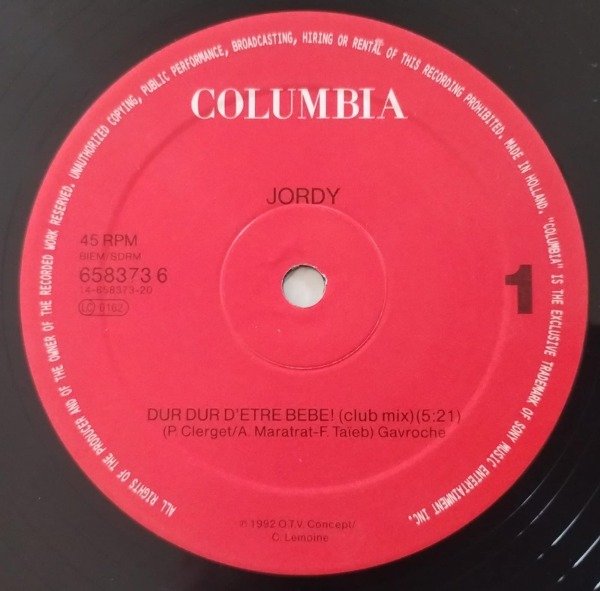 ALL RIGHTS OF THE PRODUCER AND OF THE OWNER OF THE RECORDED WORK RESERVED. UNAUTHORIZED COPYING, PUBLIC PERFORMANCE, BROADCASTING, HIRING OR RENTAL OF THIS RECORDING PROHIBITED. MADE IN HOLLAND. "COLUMBIA" IS THE EXCLUSIVE TRADEMARK OF SONY MUSIC ENTERTAINMENT INC.
COLUMBIA
JORDY
45 RPM
BIEM/SDRM
658373 6
14-658373-20
LC 0162
1
DUR DUR D'ETRE BEBE! (club mix)(5:21)
(P. Clerget/A. Maratrat-F. Taïeb) Gavroche
℗ 1992 O.T.V. Concept/
C. Lemoine